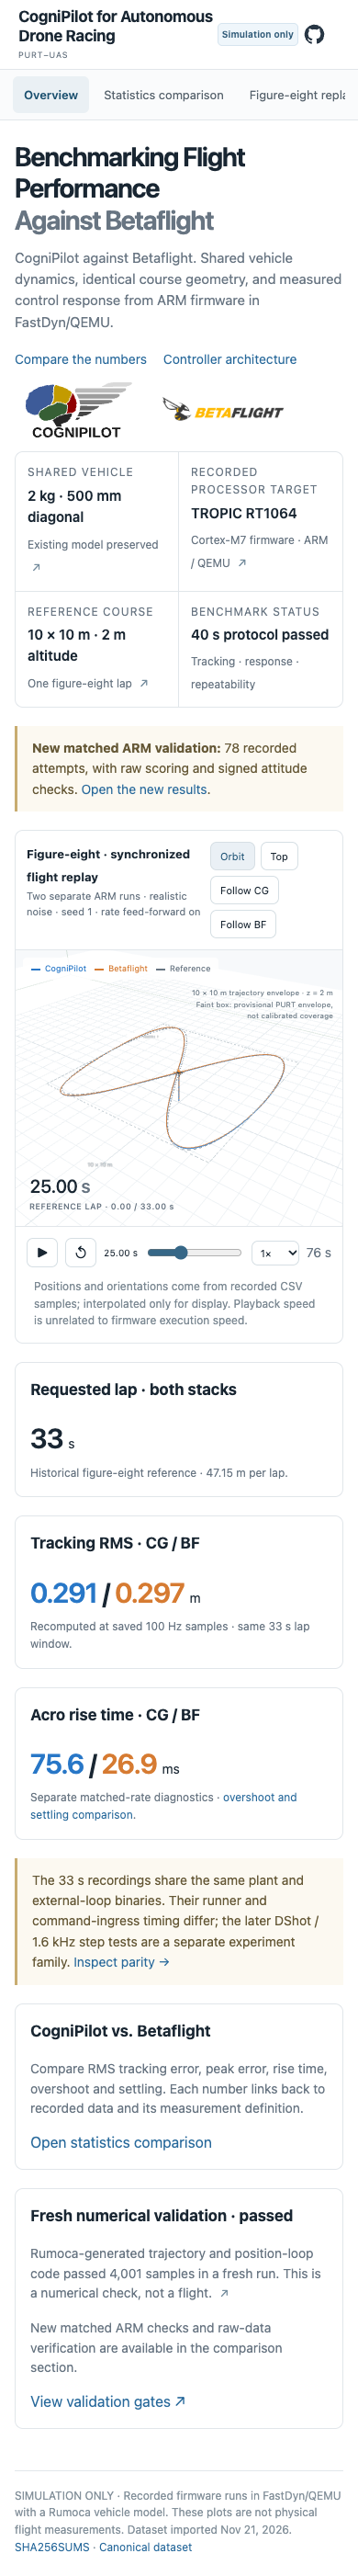 CogniPilot for Autonomous
Drone Racing
PURT–UAS
Simulation only
Overview
Statistics comparison
Figure-eight repla
Benchmarking Flight
Performance
Against Betaflight
CogniPilot against Betaflight. Shared vehicle
dynamics, identical course geometry, and measured
control response from ARM firmware in
FastDyn/QEMU.
Compare the numbers
Controller architecture
COGNIPILOT
BETAFLIGHT
SHARED VEHICLE
2 kg · 500 mm
diagonal
Existing model preserved
↗
RECORDED
PROCESSOR TARGET
TROPIC RT1064
Cortex-M7 firmware · ARM
/ QEMU ↗
REFERENCE COURSE
10 × 10 m · 2 m
altitude
One figure-eight lap ↗
BENCHMARK STATUS
40 s protocol passed
Tracking · response ·
repeatability
New matched ARM validation: 78 recorded
attempts, with raw scoring and signed attitude
checks. Open the new results.
Figure-eight · synchronized
flight replay
Two separate ARM runs · realistic
noise · seed 1 · rate feed-forward on
Orbit
Top
Follow CG
Follow BF
CogniPilot
Betaflight
Reference
10 × 10 m trajectory envelope · z = 2 m
Faint box: provisional PURT envelope,
not calibrated coverage
25.00 s
REFERENCE LAP · 0.00 / 33.00 s
25.00 s
1×
76 s
Positions and orientations come from recorded CSV
samples; interpolated only for display. Playback speed
is unrelated to firmware execution speed.
Requested lap · both stacks
33 s
Historical figure-eight reference · 47.15 m per lap.
Tracking RMS · CG / BF
0.291 / 0.297 m
Recomputed at saved 100 Hz samples · same 33 s lap
window.
Acro rise time · CG / BF
75.6 / 26.9 ms
Separate matched-rate diagnostics · overshoot and
settling comparison.
The 33 s recordings share the same plant and
external-loop binaries. Their runner and
command-ingress timing differ; the later DShot /
1.6 kHz step tests are a separate experiment
family. Inspect parity →
CogniPilot vs. Betaflight
Compare RMS tracking error, peak error, rise time,
overshoot and settling. Each number links back to
recorded data and its measurement definition.
Open statistics comparison
Fresh numerical validation · passed
Rumoca-generated trajectory and position-loop
code passed 4,001 samples in a fresh run. This is
a numerical check, not a flight. ↗
New matched ARM checks and raw-data
verification are available in the comparison
section.
View validation gates ↗
SIMULATION ONLY · Recorded firmware runs in FastDyn/QEMU
with a Rumoca vehicle model. These plots are not physical
flight measurements. Dataset imported Nov 21, 2026.
SHA256SUMS · Canonical dataset